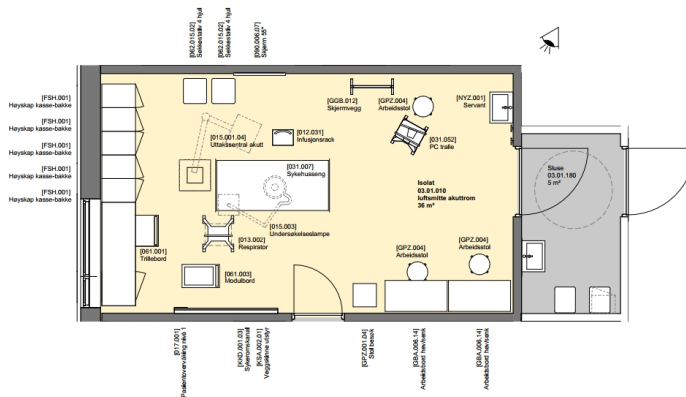 [062.015.02]
Sekkestativ 4 hjul
[062.015.02]
Sekkestativ 4 hjul
[090.006.07]
Skjerm 55"
[FSH.001]
Høyskap kasse-bakke
[FSH.001]
Høyskap kasse-bakke
[FSH.001]
Høyskap kasse-bakke
[FSH.001]
Høyskap kasse-bakke
[FSH.001]
Høyskap kasse-bakke
[GGB.012]
Skjermvegg
[GPZ.004]
Arbeidsstol
[NYZ.001]
Servant
[015.001.04]
Uttakssentral akutt
[012.031]
Infusjonsrack
[031.052]
PC tralle
[031.007]
Sykehusseng
Isolat
03.01.010
luftsmitte akuttrom
36 m²
Sluse
03.01.180
5 m²
[015.003]
Undersøkelseslampe
[061.001]
Trillebord
[013.002]
Respirator
[061.003]
Modulbord
[GPZ.004]
Arbeidsstol
[GPZ.004]
Arbeidsstol
[017.001]
Pasientovervåking nivå 1
[KKD.001.03]
Sykeromskanall
[KSA.002.01]
Veggskinne utstyr
[GPZ.001.04]
Stol besøk
[GBA.006.14]
Arbeidsbord hev/senk
[GBA.006.14]
Arbeidsbord hev/senk